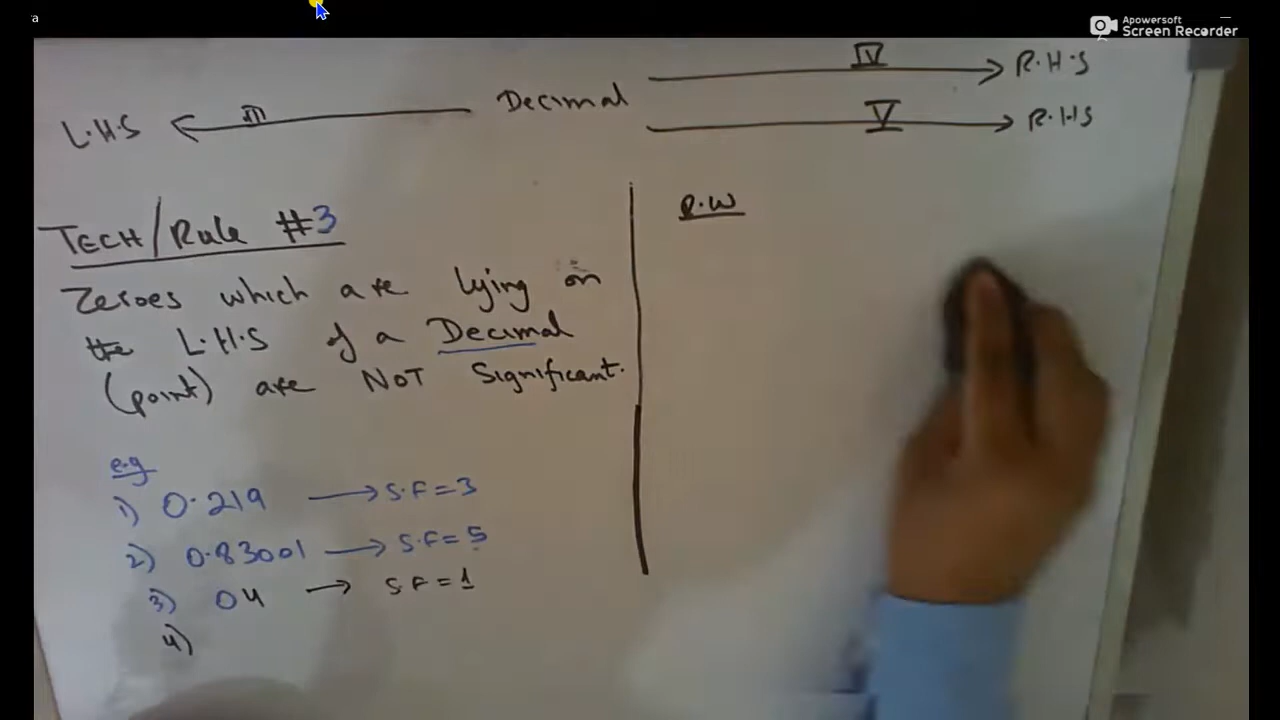 ra
Apowersoft
Screen Recorder
IV
R.H.S
L.H.S III Decimal
V
R.H.S
TECH/Rule #3
Zeroes which are lying on
the L.H.S of a Decimal
(point) are NOT Significant.
R.W
e.g
1) 0.219 → S.F=3
2) 0.83001 → S.F=5
3) 04 → S.F=1
4)